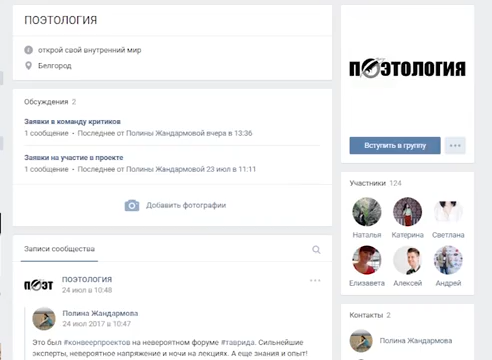 ПОЭТОЛОГИЯ
открой свой внутренний мир
Белгород
Обсуждения 2
Заявки в команду критиков
1 сообщение • Последнее от Полины Жандармовой вчера в 13:36
Заявки на участие в проекте
1 сообщение • Последнее от Полины Жандармовой 23 июл в 11:11
Добавить фотографии
Записи сообщества
ПОЭТ
ПОЭТОЛОГИЯ
24 июл в 10:48
Полина Жандармова
24 июл 2017 в 10:47
Это был #конвеерпроектов на невероятном форуме #таврида. Сильнейшие
эксперты, невероятное напряжение и ночи на лекциях. А еще знания и опыт!
ПОЭТОЛОГИЯ
Вступить в группу
Участники 124
Наталья Катерина Светлана
Елизавета Алексей Андрей
Контакты 2
Полина Жандармова